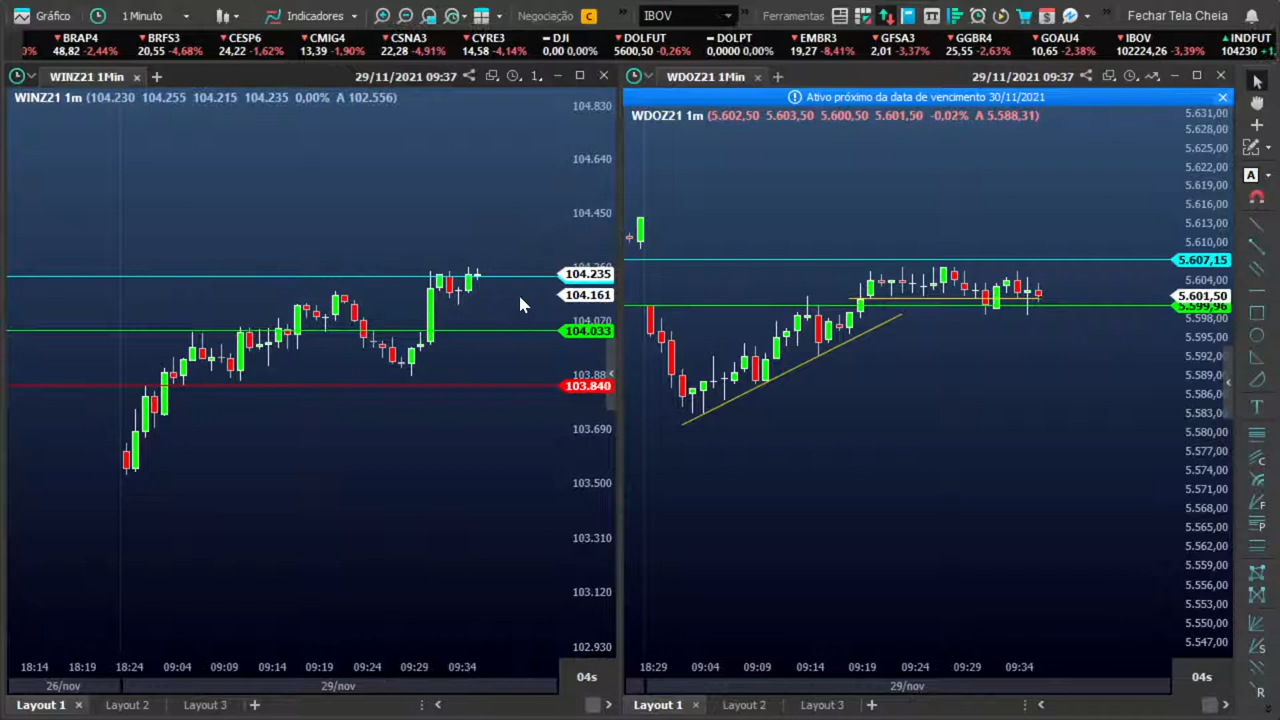 Gráfico 1 Minuto Indicadores Negociação C IBOV Ferramentas Fechar Tela Cheia
BRAP4 BRFS3 CESP6 CMIG4 CSNA3 CYRE3 DJI DOLFUT DOLPT EMBR3 GFSA3 GGBR4 GOAU4 IBOV INDFUT
0% 48,82 -2,44% 20,55 -4,68% 24,22 -1,62% 13,39 -1,90% 22,28 -4,91% 14,58 -4,14% 0,00 0,00% 5600,50 -0,26% 0,0000 0,00% 19,27 -8,41% 2,01 -3,37% 25,55 -2,63% 10,65 -2,38% 102224,26 -3,39% 104230 +1,
WINZ21 1Min 29/11/2021 09:37 1
WINZ21 1m (104.230 104.255 104.215 104.235 0,00% A 102.556)
104.830
104.640
104.450
104.235
104.161
104.070
104.033
103.88
103.840
103.690
103.500
103.310
103.120
102.930
18:14 18:19 18:24 09:04 09:09 09:14 09:19 09:24 09:29 09:34
04s
26/nov 29/nov
Layout 1 Layout 2 Layout 3
WDOZ21 1Min 29/11/2021 09:37
Ativo próximo da data de vencimento 30/11/2021
WDOZ21 1m (5.602,50 5.603,50 5.600,50 5.601,50 -0,02% A 5.588,31)
5.631,00
5.628,00
5.625,00
5.622,00
5.619,00
5.616,00
5.613,00
5.610,00
5.607,15
5.604,00
5.601,50
5.599,96
5.598,00
5.595,00
5.592,00
5.589,00
5.586,00
5.583,00
5.580,00
5.577,00
5.574,00
5.571,00
5.568,00
5.565,00
5.562,00
5.559,00
5.556,00
5.553,00
5.550,00
5.547,00
18:29 09:04 09:09 09:14 09:19 09:24 09:29 09:34
04s
29/nov
Layout 1 Layout 2 Layout 3
A
T
C
F
P
S
R